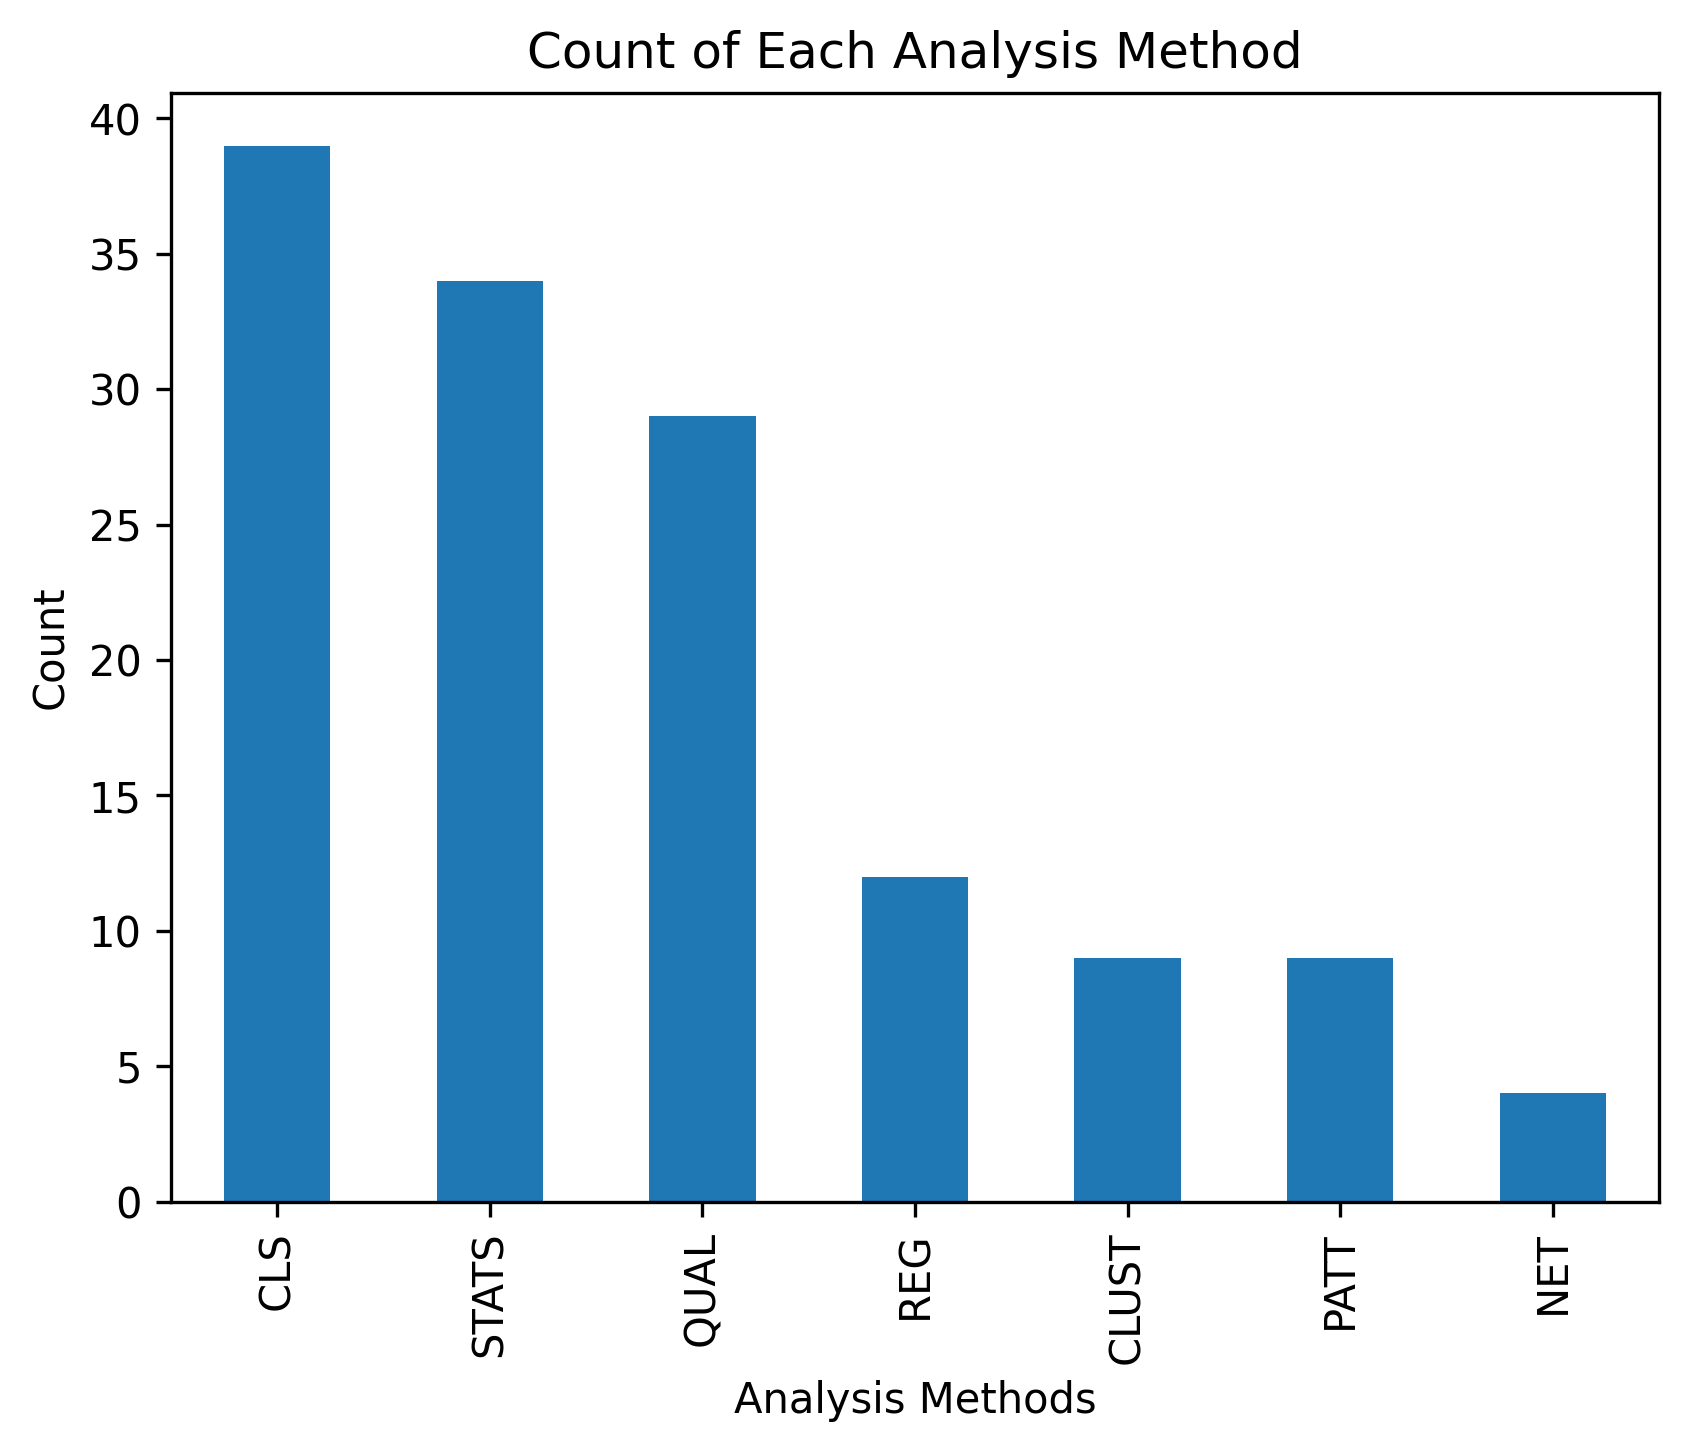 Count of Each Analysis Method
40
35
30
25
20
15
10
5
0
Count
CLS
STATS
QUAL
REG
CLUST
PATT
NET
Analysis Methods